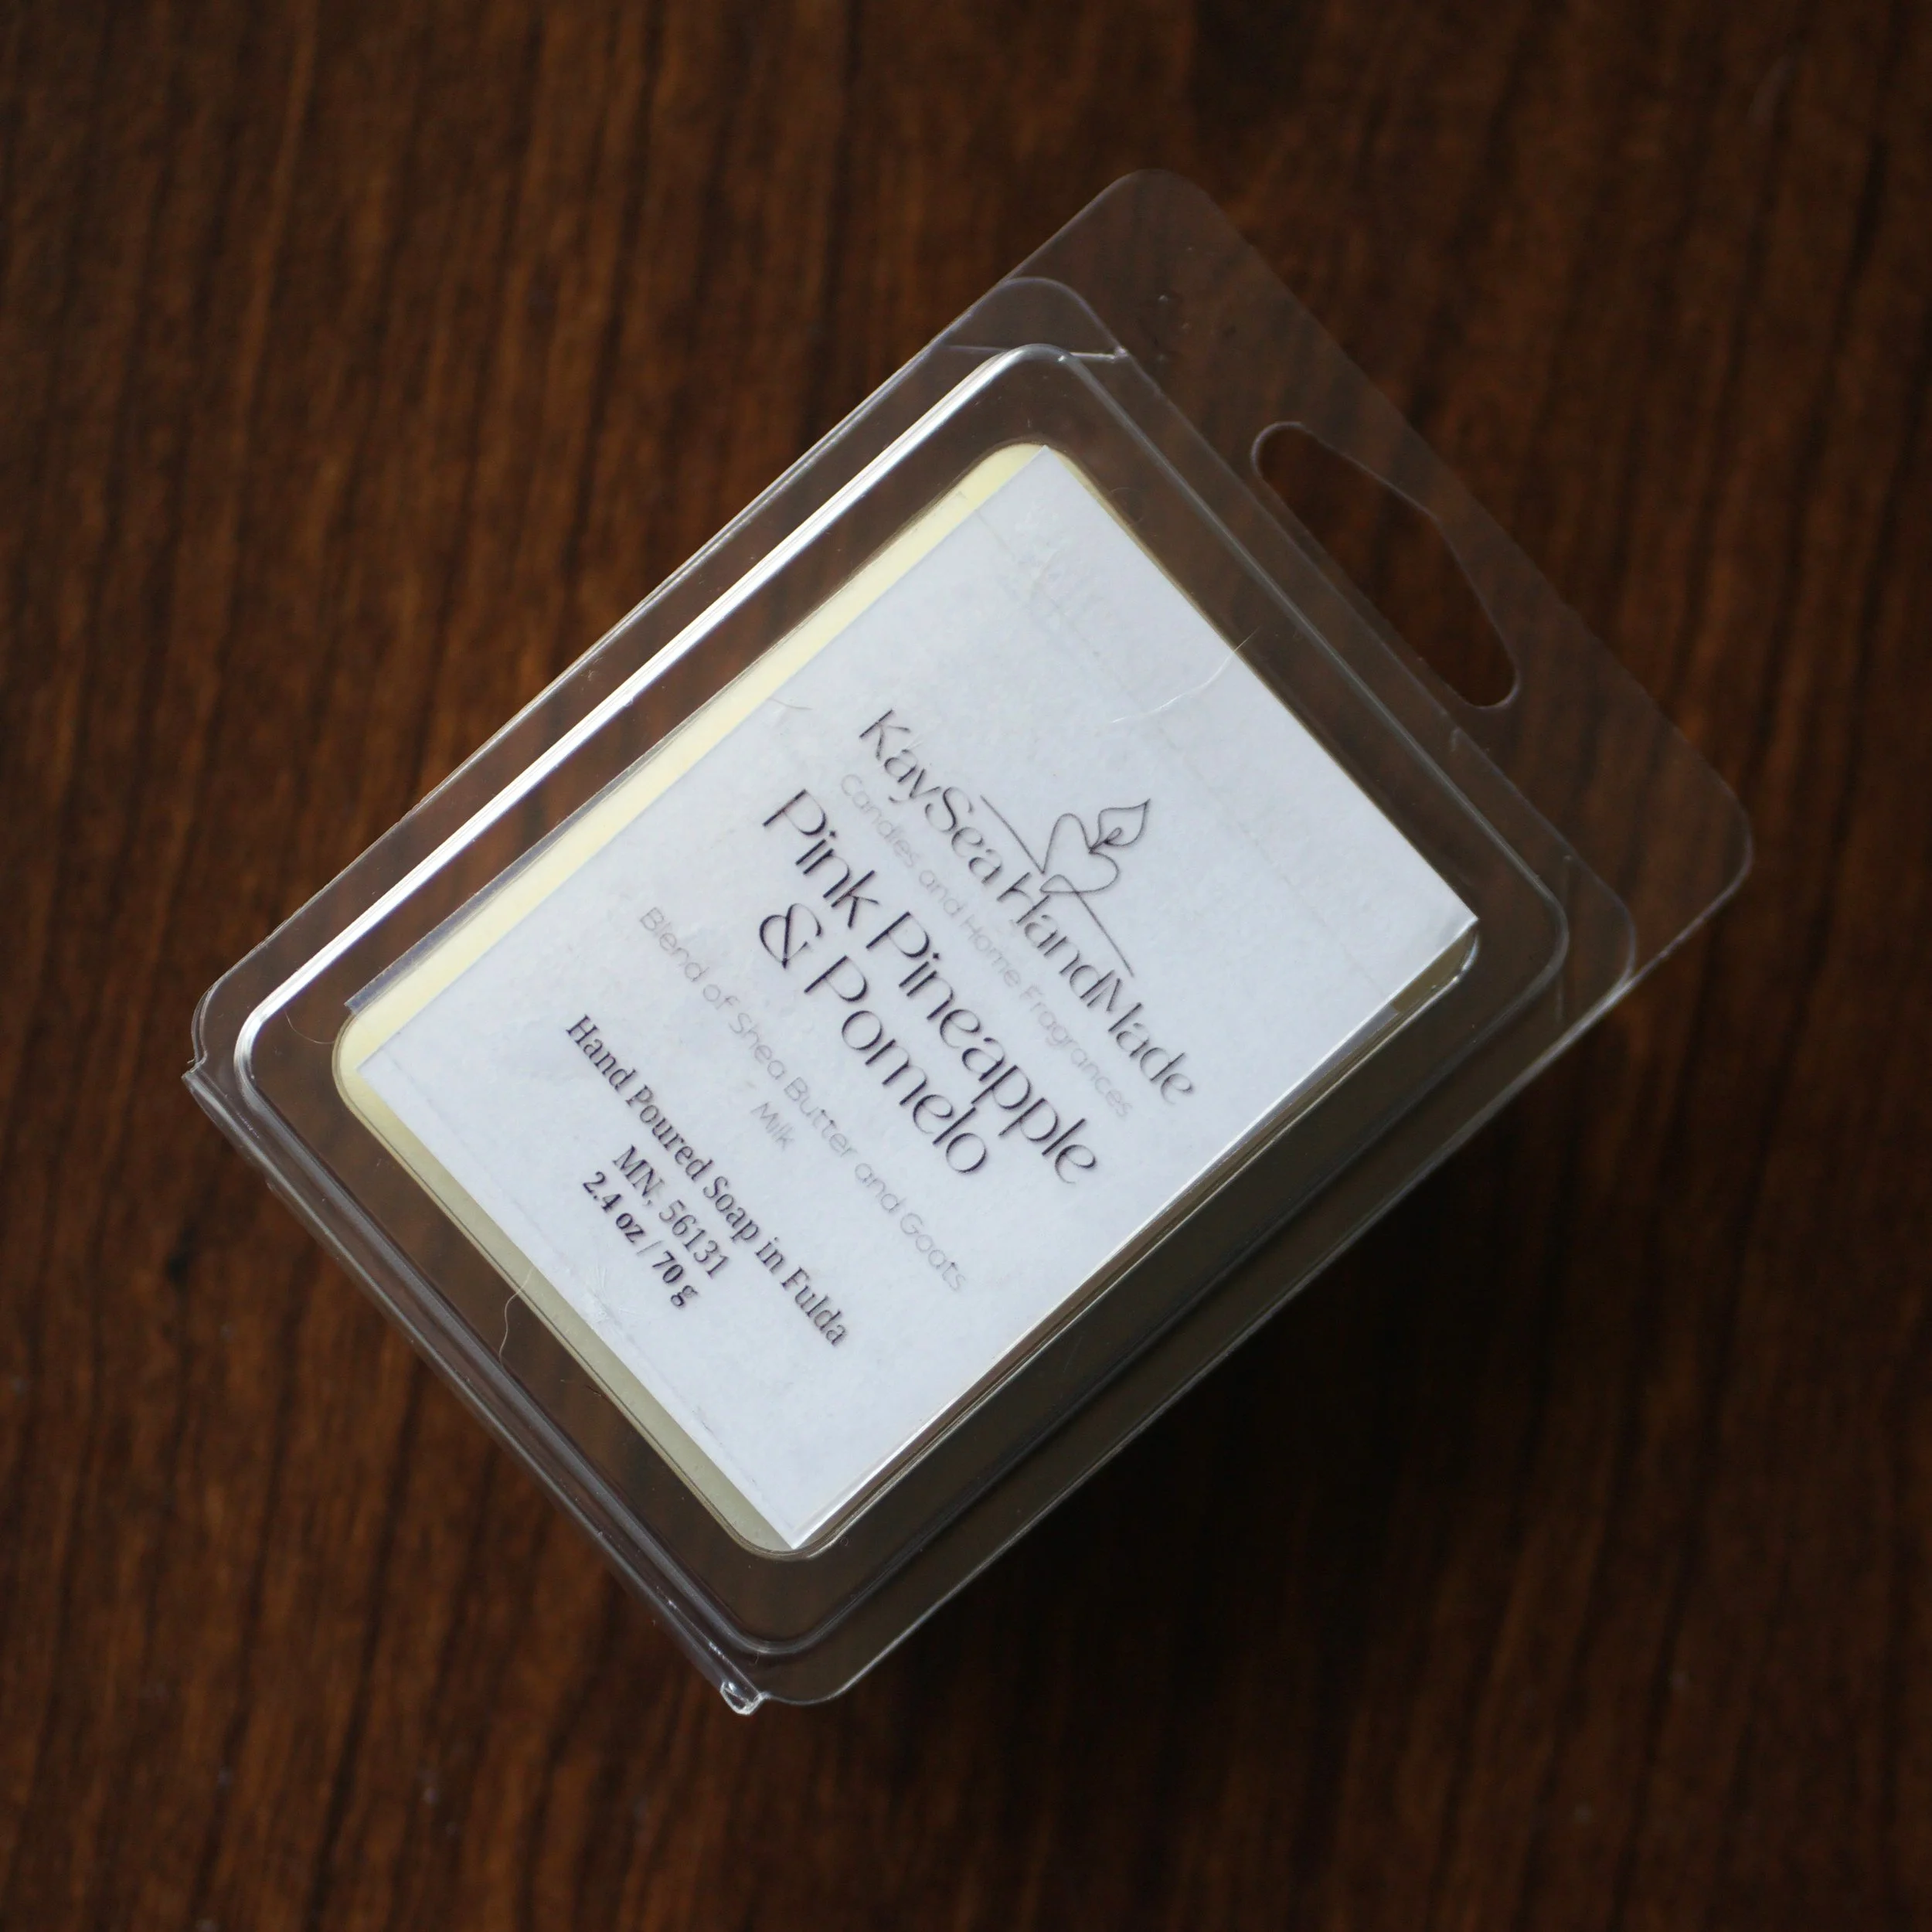 KaySea HandMade
Candles and Home Fragrances
Pink Pineapple
& Pomelo
Blend of Shea Butter and Goats
Milk
Hand Poured Soap in Fulda
MN, 56131
2.4 oz / 70 g